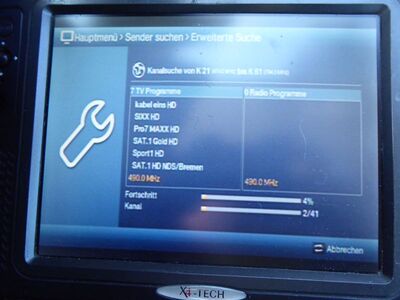 Hauptmenü > Sender suchen > Erweiterte Suche
Kanalsuche von K 21 bis K 61
7 TV Programme
0 Radio Programme
kabel eins HD
SIXX HD
Pro7 MAXX HD
SAT.1 Gold HD
Sport1 HD
SAT.1 HD NDS/Bremen
490.0 MHz
490.0 MHz
Fortschritt
4%
Kanal
2/41
Abbrechen
-TECH